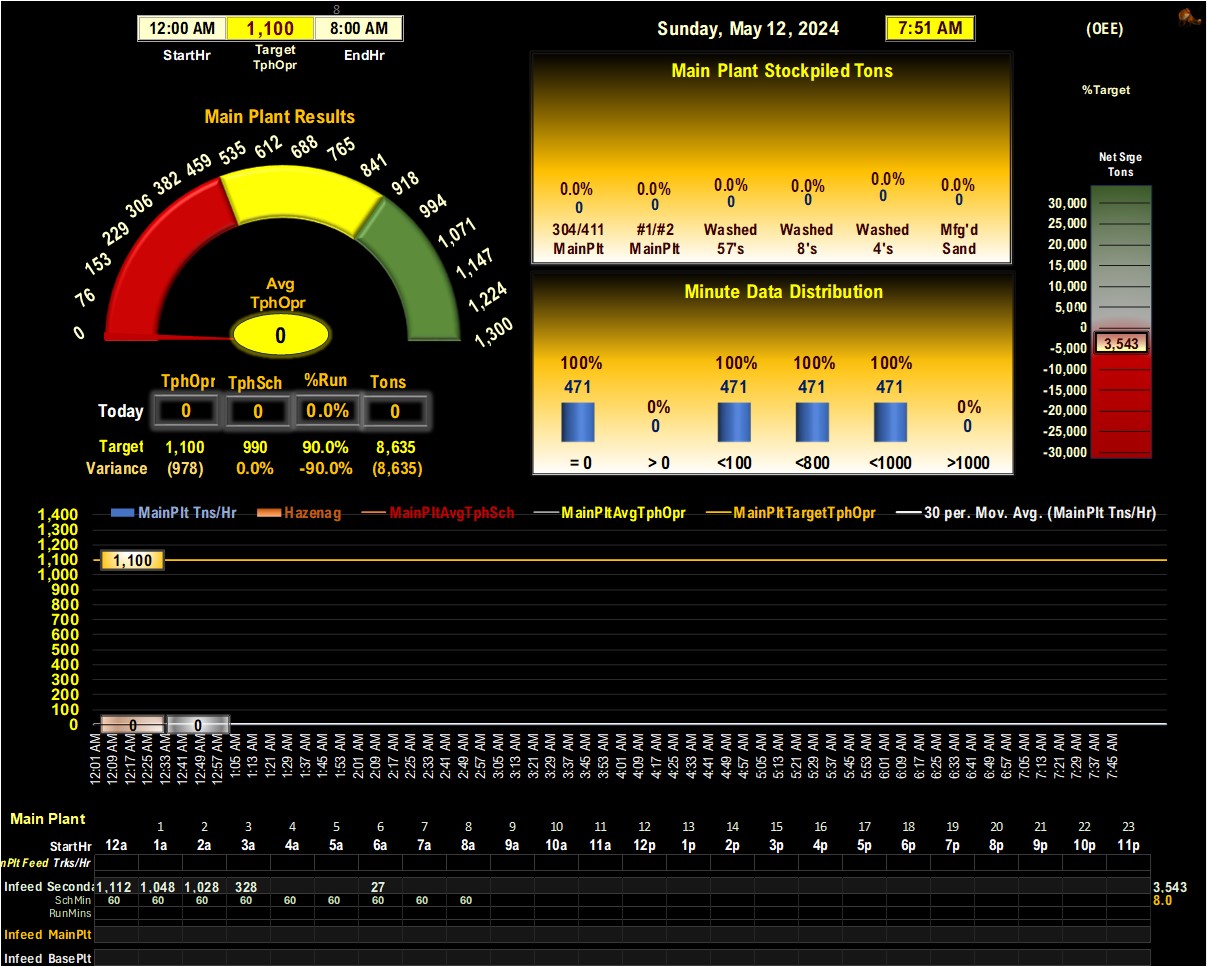 8
12:00 AM 1,100 8:00 AM
StartHr Target TphOpr EndHr
Sunday, May 12, 2024 7:51 AM (OEE)
%Target
Main Plant Results
0 76 153 229 306 382 459 535 612 688 765 841 918 994 1,071 1,147 1,224 1,300
Avg
TphOpr
0
TphOpr TphSch %Run Tons
Today 0 0 0.0% 0
Target 1,100 990 90.0% 8,635
Variance (978) 0.0% -90.0% (8,635)
Main Plant Stockpiled Tons
0.0% 0.0% 0.0% 0.0% 0.0% 0.0%
0 0 0 0 0 0
304/411 #1/#2 Washed Washed Washed Mfg'd
MainPlt MainPlt 57's 8's 4's Sand
Minute Data Distribution
100% 0% 100% 100% 100% 0%
471 0 471 471 471 0
= 0 > 0 <100 <800 <1000 >1000
Net Srge
Tons
30,000
25,000
20,000
15,000
10,000
5,000
0
-5,000 3,543
-10,000
-15,000
-20,000
-25,000
-30,000
MainPlt Tns/Hr Hazenag MainPltAvgTphSch MainPltAvgTphOpr MainPltTargetTphOpr 30 per. Mov. Avg. (MainPlt Tns/Hr)
1,400
1,300
1,200
1,100 1,100
1,000
900
800
700
600
500
400
300
200
100
0 0 0
12:01 AM 12:09 AM 12:17 AM 12:25 AM 12:33 AM 12:41 AM 12:49 AM 12:57 AM 1:05 AM 1:13 AM 1:21 AM 1:29 AM 1:37 AM 1:45 AM 1:53 AM 2:01 AM 2:09 AM 2:17 AM 2:25 AM 2:33 AM 2:41 AM 2:49 AM 2:57 AM 3:05 AM 3:13 AM 3:21 AM 3:29 AM 3:37 AM 3:45 AM 3:53 AM 4:01 AM 4:09 AM 4:17 AM 4:25 AM 4:33 AM 4:41 AM 4:49 AM 4:57 AM 5:05 AM 5:13 AM 5:21 AM 5:29 AM 5:37 AM 5:45 AM 5:53 AM 6:01 AM 6:09 AM 6:17 AM 6:25 AM 6:33 AM 6:41 AM 6:49 AM 6:57 AM 7:05 AM 7:13 AM 7:21 AM 7:29 AM 7:37 AM 7:45 AM
Main Plant
1 2 3 4 5 6 7 8 9 10 11 12 13 14 15 16 17 18 19 20 21 22 23
StartHr 12a 1a 2a 3a 4a 5a 6a 7a 8a 9a 10a 11a 12p 1p 2p 3p 4p 5p 6p 7p 8p 9p 10p 11p
nPlt Feed Trks/Hr
Infeed Seconda 1,112 1,048 1,028 328 27 3,543
SchMin 60 60 60 60 60 60 60 60 60 8.0
RunMins
Infeed MainPlt
Infeed BasePlt